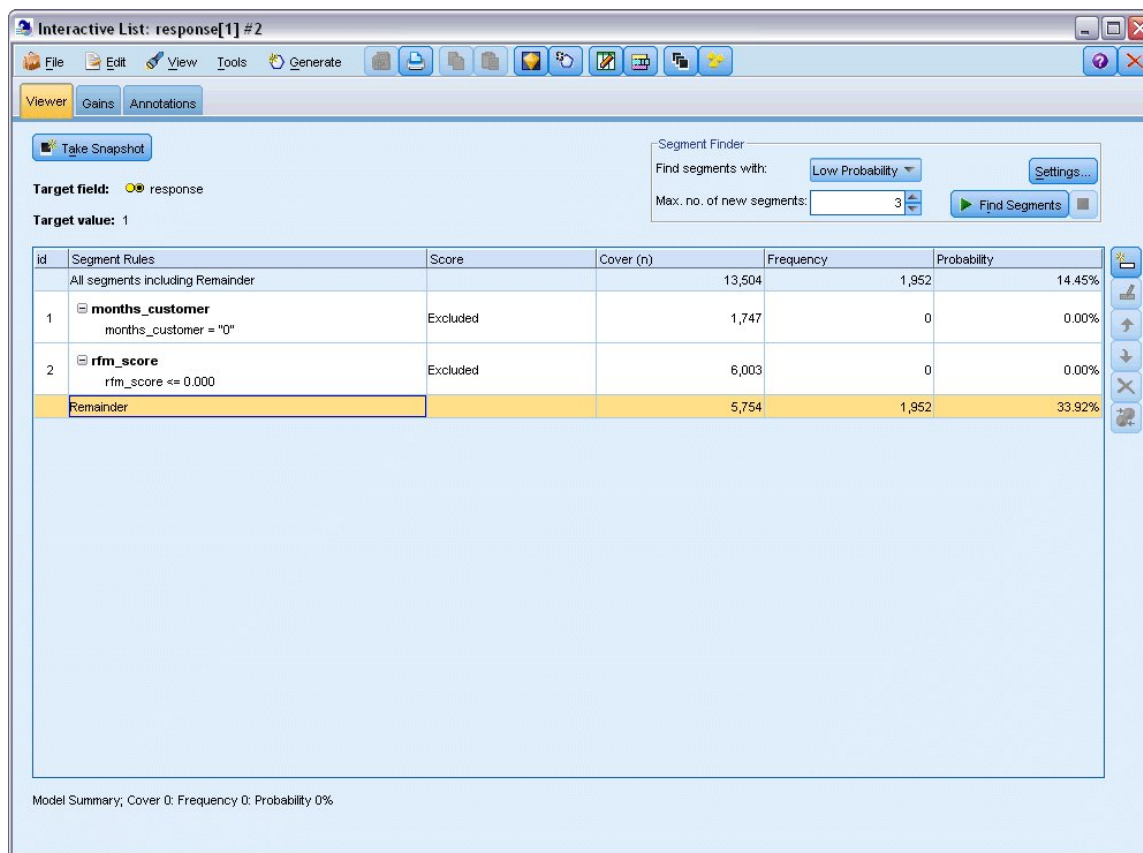 Interactive List: response[1] #2
File Edit View Tools Generate
Viewer Gains Annotations
Take Snapshot
Segment Finder
Find segments with: Low Probability Settings...
Target field: response
Max. no. of new segments: 3 Find Segments
Target value: 1
id Segment Rules Score Cover (n) Frequency Probability
All segments including Remainder 13,504 1,952 14.45%
1 months_customer Excluded 1,747 0 0.00%
months_customer = "0"
2 rfm_score Excluded 6,003 0 0.00%
rfm_score <= 0.000
Remainder 5,754 1,952 33.92%
Model Summary; Cover 0: Frequency 0: Probability 0%